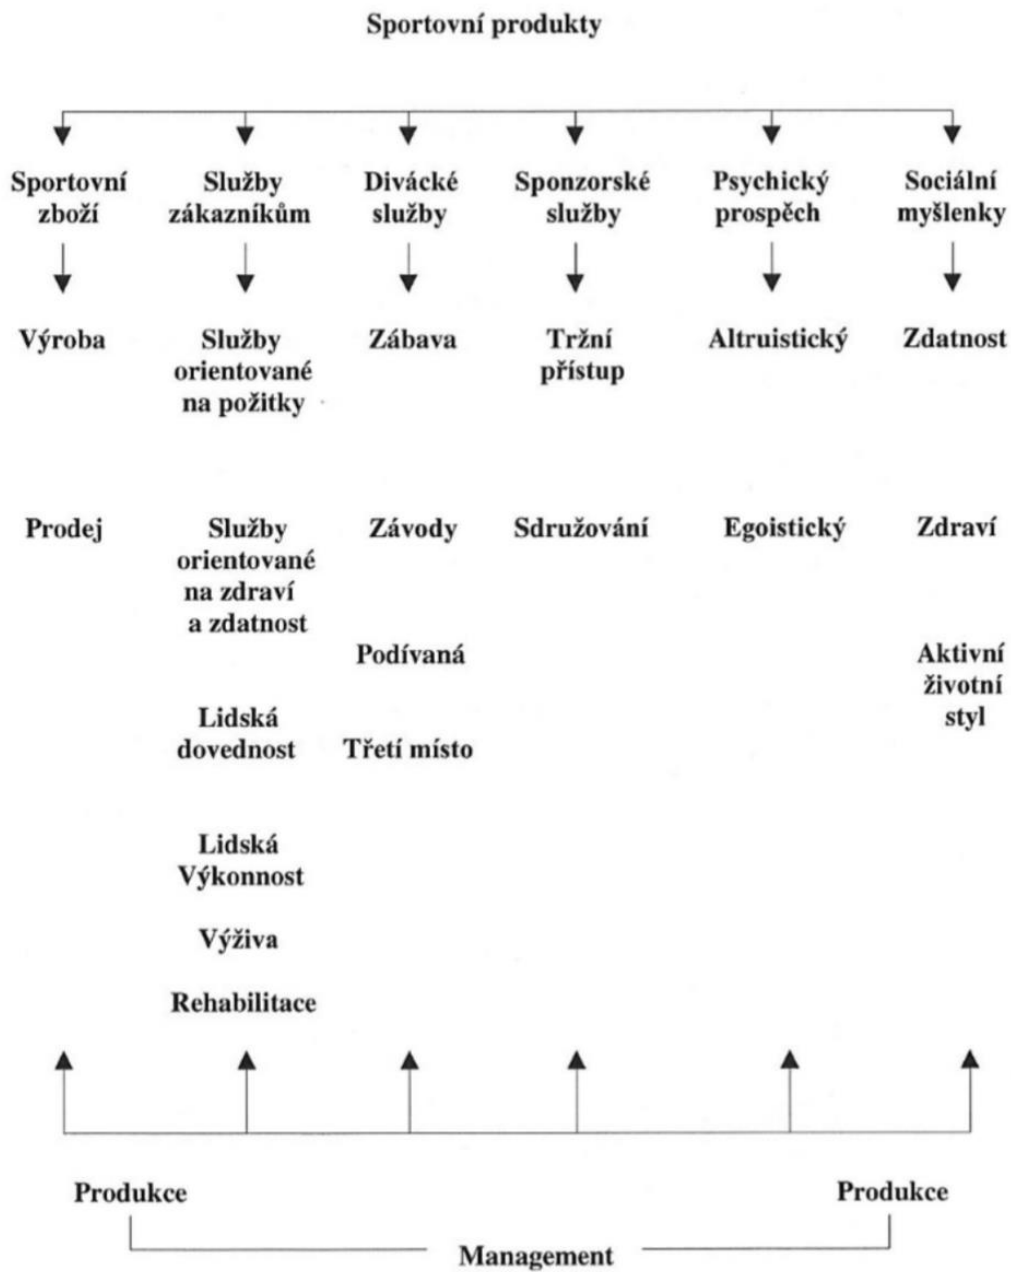 Sportovní produkty
Sportovní
zboží
Služby
zákazníkům
Divácké
služby
Sponzorské
služby
Psychický
prospěch
Sociální
myšlenky
Výroba
Služby
orientované
na požitky
Zábava
Tržní
přístup
Altruistický
Zdatnost
Prodej
Služby
orientované
na zdraví
a zdatnost
Závody
Sdružování
Egoistický
Zdraví
Podívaná
Aktivní
životní
styl
Lidská
dovednost
Třetí místo
Lidská
Výkonnost
Výživa
Rehabilitace
Produkce
Produkce
Management